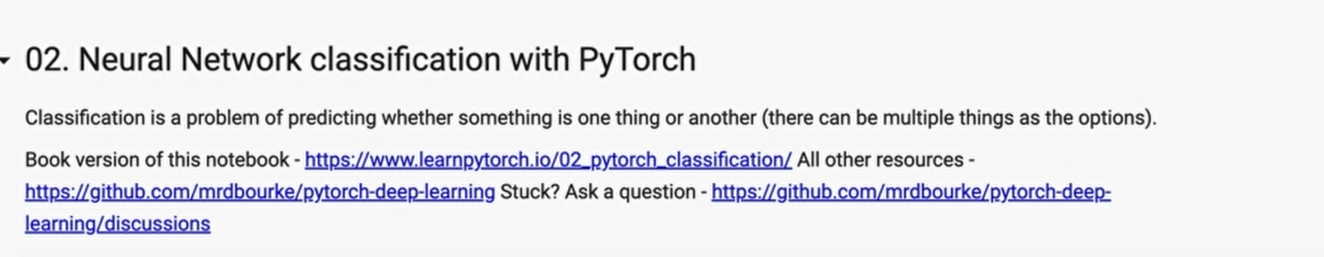 02. Neural Network classification with PyTorch
Classification is a problem of predicting whether something is one thing or another (there can be multiple things as the options).
Book version of this notebook - https://www.learnpytorch.io/02_pytorch_classification/ All other resources -
https://github.com/mrdbourke/pytorch-deep-learning Stuck? Ask a question - https://github.com/mrdbourke/pytorch-deep-
learning/discussions